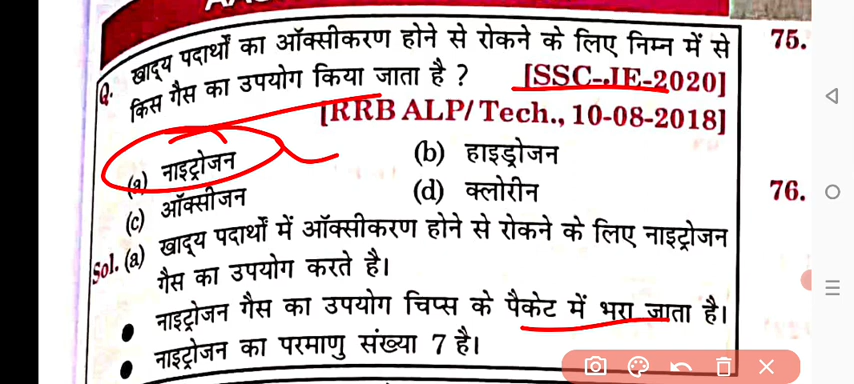 Q. खाद्य पदार्थों का ऑक्सीकरण होने से रोकने के लिए निम्न में से
किस गैस का उपयोग किया जाता है ? [SSC-JE-2020]
[RRB ALP/Tech., 10-08-2018]
(a) नाइट्रोजन (b) हाइड्रोजन
(c) ऑक्सीजन (d) क्लोरीन
Sol. (a) खाद्य पदार्थों में ऑक्सीकरण होने से रोकने के लिए नाइट्रोजन
गैस का उपयोग करते है।
● नाइट्रोजन गैस का उपयोग चिप्स के पैकेट में भरा जाता है।
● नाइट्रोजन का परमाणु संख्या 7 है।
75.
76.